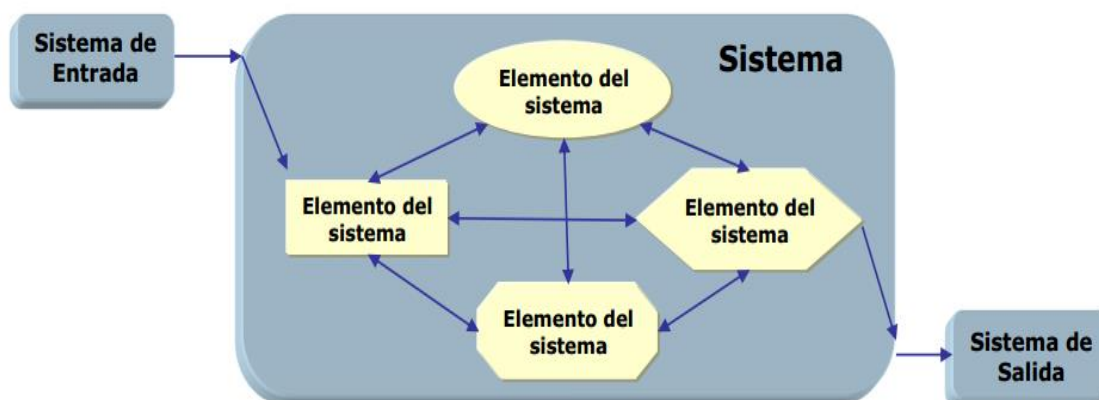 Sistema de
Entrada
Sistema
Elemento del
sistema
Elemento del
sistema
Elemento del
sistema
Elemento del
sistema
Sistema de
Salida